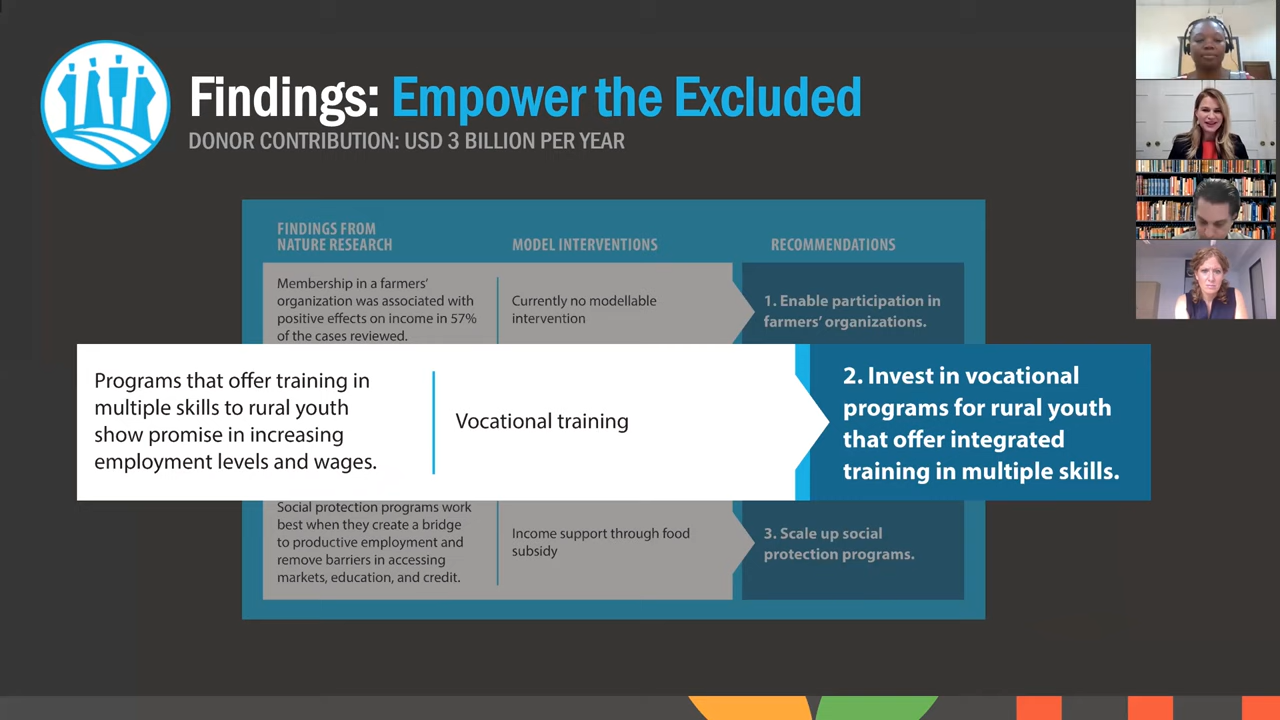 Findings: Empower the Excluded
DONOR CONTRIBUTION: USD 3 BILLION PER YEAR
FINDINGS FROM
NATURE RESEARCH
MODEL INTERVENTIONS
RECOMMENDATIONS
Membership in a farmers’
organization was associated with
positive effects on income in 57%
of the cases reviewed.
Currently no modellable
intervention
1. Enable participation in
farmers’ organizations.
Programs that offer training in
multiple skills to rural youth
show promise in increasing
employment levels and wages.
Vocational training
2. Invest in vocational
programs for rural youth
that offer integrated
training in multiple skills.
Social protection programs work
best when they create a bridge
to productive employment and
remove barriers in accessing
markets, education, and credit.
Income support through food
subsidy
3. Scale up social
protection programs.